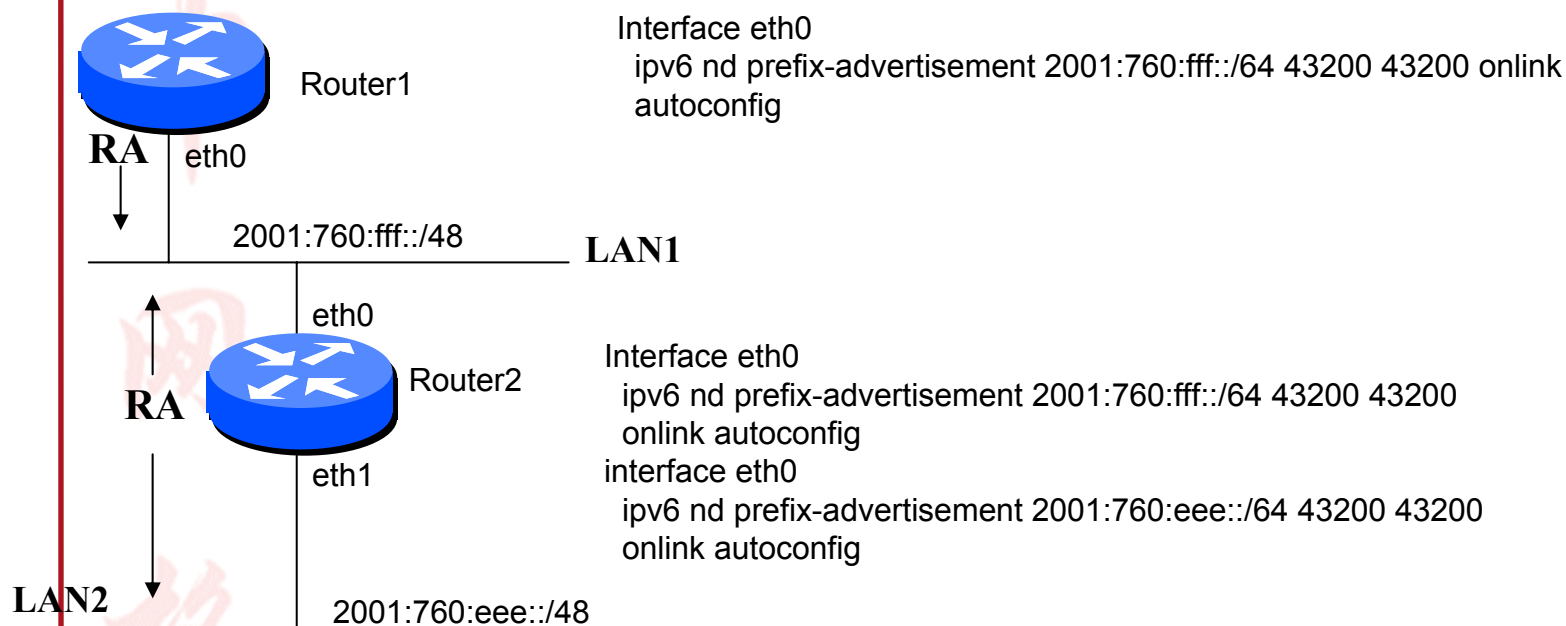 Interface eth0
ipv6 nd prefix-advertisement 2001:760:fff::/64 43200 43200 onlink
autoconfig
Router1
RA
eth0
2001:760:fff::/48
LAN1
eth0
Router2
RA
Interface eth0
ipv6 nd prefix-advertisement 2001:760:fff::/64 43200 43200
onlink autoconfig
interface eth0
ipv6 nd prefix-advertisement 2001:760:eee::/64 43200 43200
onlink autoconfig
eth1
LAN2
2001:760:eee::/48
网